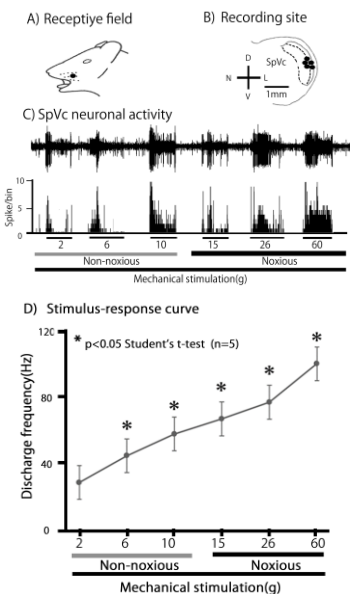 A) Receptive field
B) Recording site
D
SpVc
N
L
V
1mm
C) SpVc neuronal activity
Spike/bin
10
5
0
2 6 10 15 26 60
Non-noxious Noxious
Mechanical stimulation(g)
D) Stimulus-response curve
120
* p<0.05 Student's t-test (n=5)
* * * * *
Discharge frequency(Hz)
80
40
0
2 6 10 15 26 60
Non-noxious Noxious
Mechanical stimulation(g)